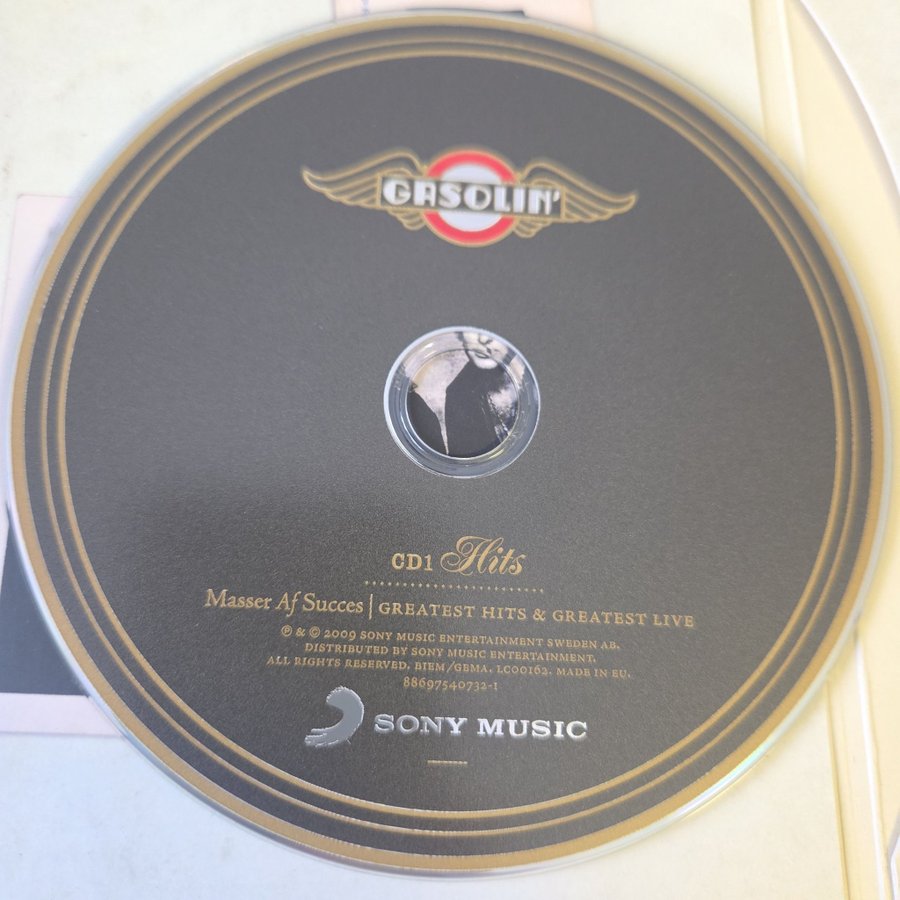 GASOLIN'
CD1 Hits
Masser Af Succes | GREATEST HITS & GREATEST LIVE
℗ & © 2009 SONY MUSIC ENTERTAINMENT SWEDEN AB.
DISTRIBUTED BY SONY MUSIC ENTERTAINMENT.
ALL RIGHTS RESERVED. BIEM/GEMA. LC00162. MADE IN EU.
88697540732-1
SONY MUSIC